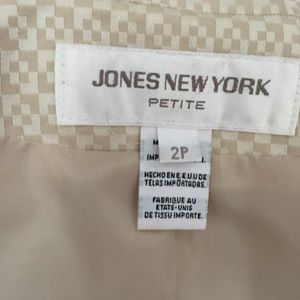 JONES NEW YORK
PETITE
2P
HECHO EN E.E.U.U DE
TELAS IMPORTADAS.
FABRIQUE AU
ETATS-UNIS
DE TISSU IMPORTE.